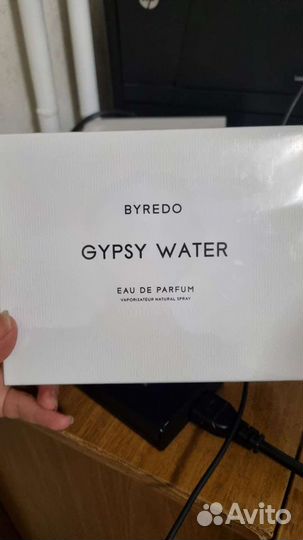 BYREDO
GYPSY WATER
EAU DE PARFUM
VAPORISATEUR NATURAL SPRAY
Avito